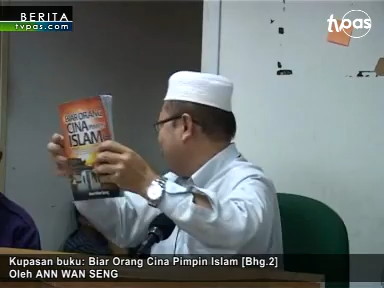 BERITA
tvpas.com
tvpas
BIAR ORANG
CINA PIMPIN
ISLAM
Kupasan buku: Biar Orang Cina Pimpin Islam [Bhg.2]
Oleh ANN WAN SENG